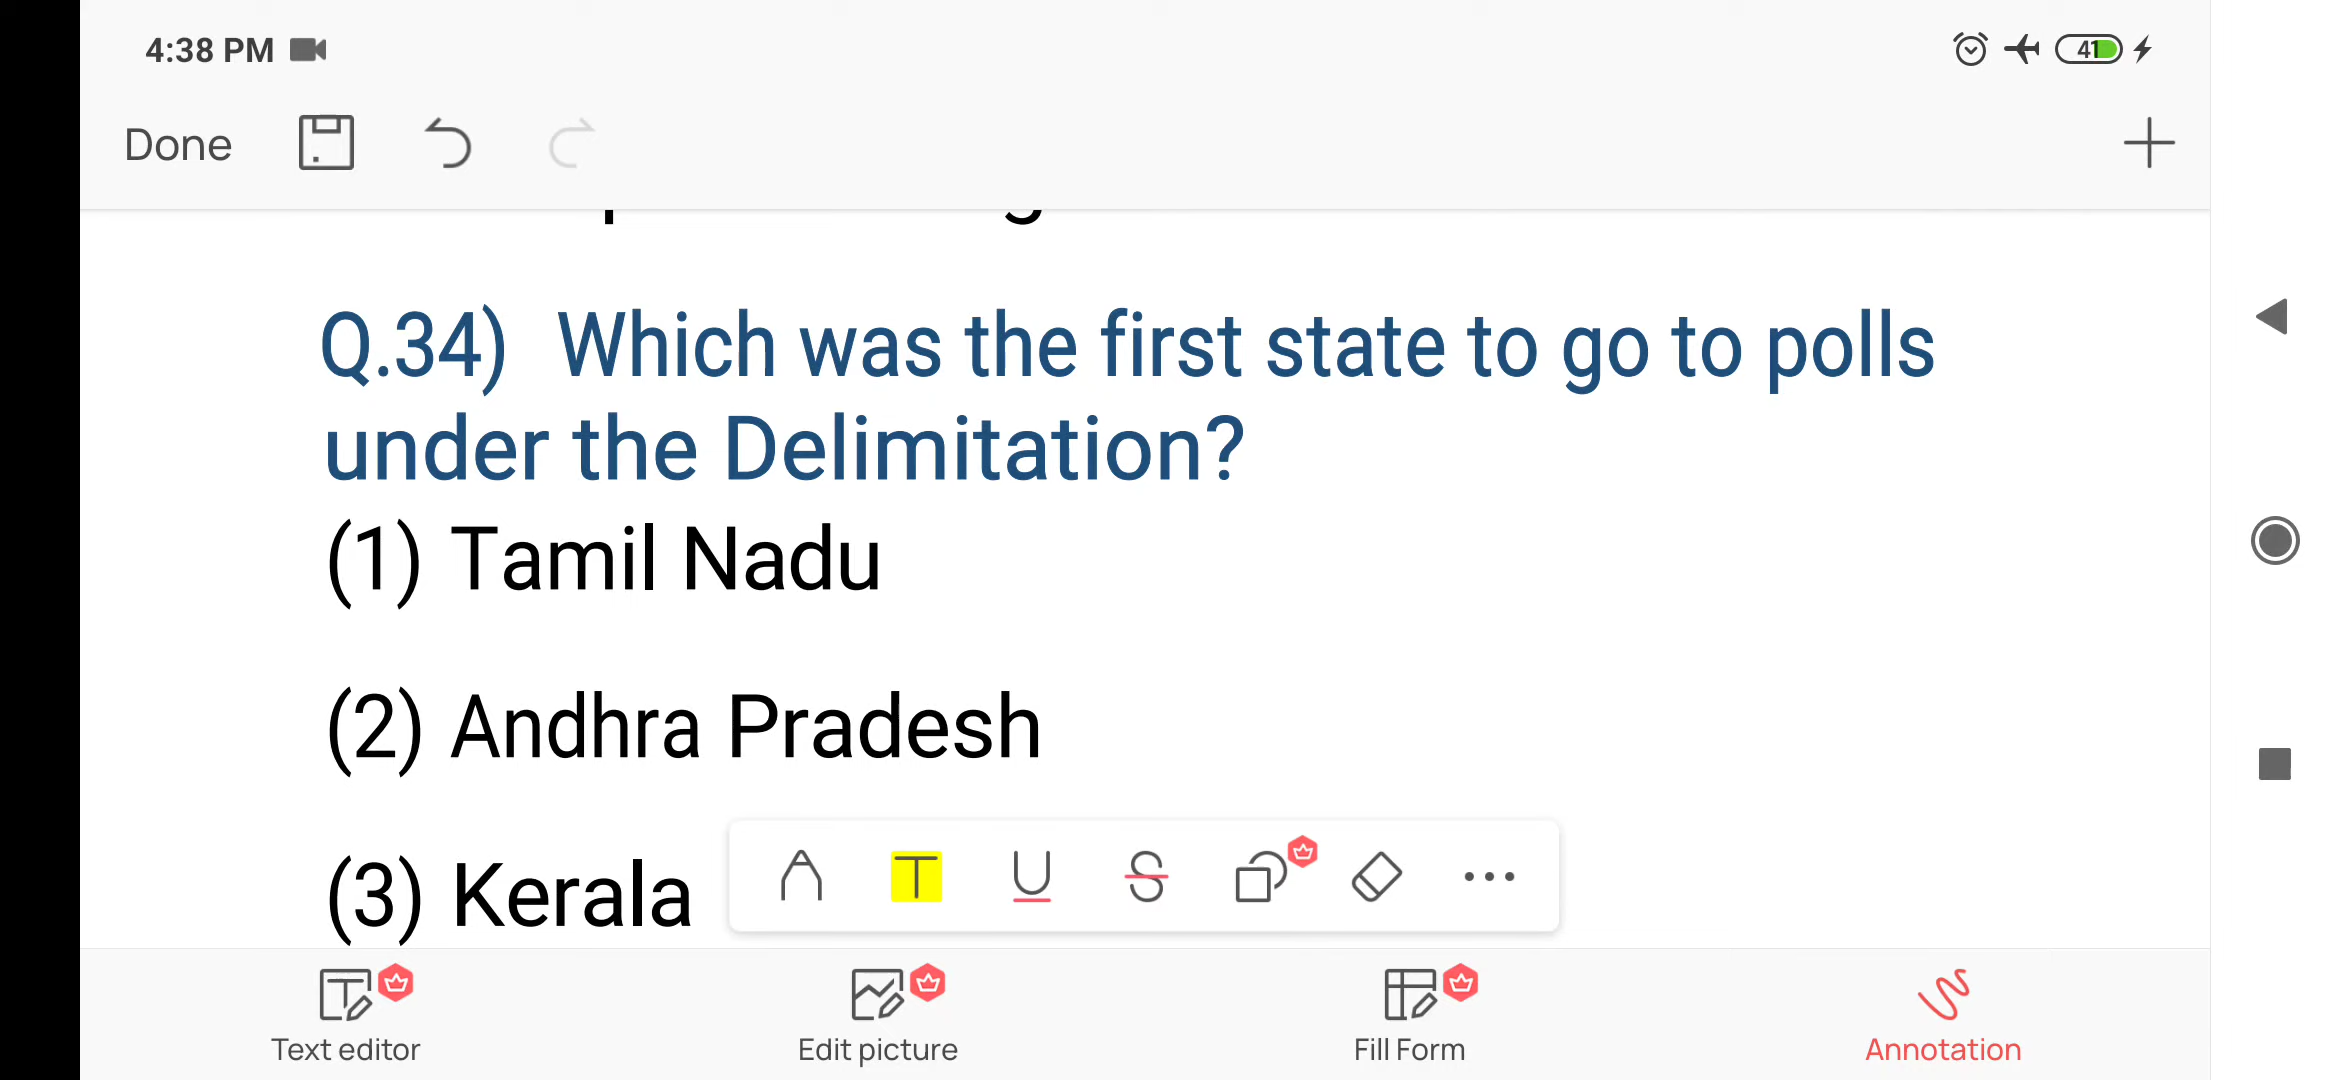 4:38 PM
41
Done
Q.34) Which was the first state to go to polls
under the Delimitation?
(1) Tamil Nadu
(2) Andhra Pradesh
(3) Kerala
Text editor
Edit picture
Fill Form
Annotation